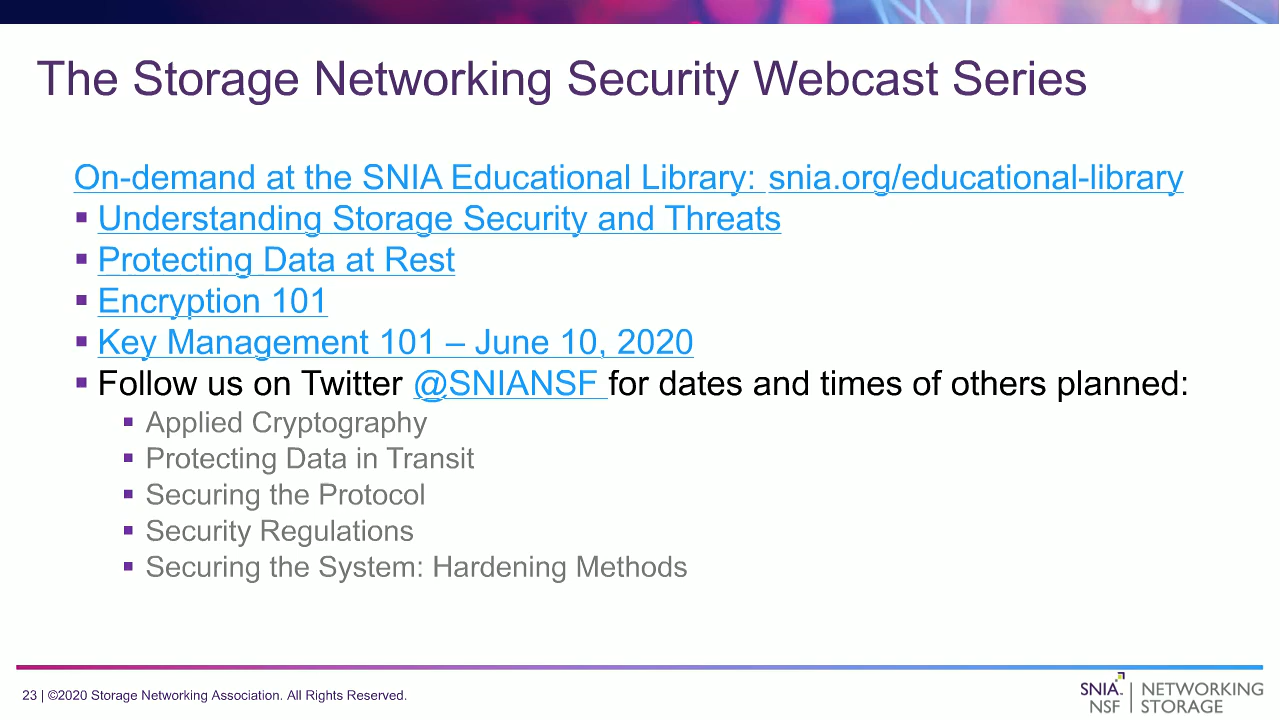 The Storage Networking Security Webcast Series
On-demand at the SNIA Educational Library: snia.org/educational-library
▪ Understanding Storage Security and Threats
▪ Protecting Data at Rest
▪ Encryption 101
▪ Key Management 101 – June 10, 2020
▪ Follow us on Twitter @SNIANSF for dates and times of others planned:
▪ Applied Cryptography
▪ Protecting Data in Transit
▪ Securing the Protocol
▪ Security Regulations
▪ Securing the System: Hardening Methods
23 | ©2020 Storage Networking Association. All Rights Reserved.
SNIA. | NETWORKING
NSF | STORAGE